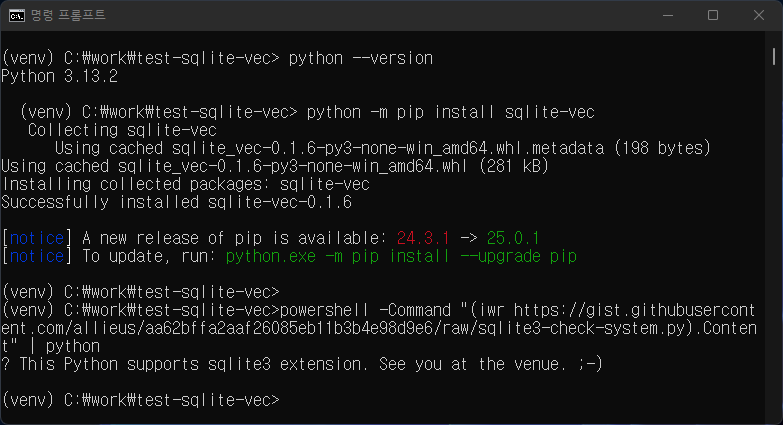 명령 프롬프트
(venv) C:₩work₩test-sqlite-vec> python --version
Python 3.13.2
(venv) C:₩work₩test-sqlite-vec> python -m pip install sqlite-vec
Collecting sqlite-vec
Using cached sqlite_vec-0.1.6-py3-none-win_amd64.whl.metadata (198 bytes)
Using cached sqlite_vec-0.1.6-py3-none-win_amd64.whl (281 kB)
Installing collected packages: sqlite-vec
Successfully installed sqlite-vec-0.1.6
[notice] A new release of pip is available: 24.3.1 -> 25.0.1
[notice] To update, run: python.exe -m pip install --upgrade pip
(venv) C:₩work₩test-sqlite-vec>
(venv) C:₩work₩test-sqlite-vec>powershell -Command "(iwr https://gist.githubusercont
ent.com/allieus/aa62bffa2aaf26085eb11b3b4e98d9e6/raw/sqlite3-check-system.py).Conten
t" | python
? This Python supports sqlite3 extension. See you at the venue. ;-)
(venv) C:₩work₩test-sqlite-vec>